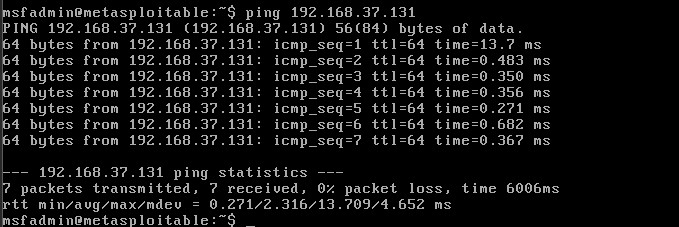 msfadmin@metasploitable:~$ ping 192.168.37.131
PING 192.168.37.131 (192.168.37.131) 56(84) bytes of data.
64 bytes from 192.168.37.131: icmp_seq=1 ttl=64 time=13.7 ms
64 bytes from 192.168.37.131: icmp_seq=2 ttl=64 time=0.483 ms
64 bytes from 192.168.37.131: icmp_seq=3 ttl=64 time=0.350 ms
64 bytes from 192.168.37.131: icmp_seq=4 ttl=64 time=0.356 ms
64 bytes from 192.168.37.131: icmp_seq=5 ttl=64 time=0.271 ms
64 bytes from 192.168.37.131: icmp_seq=6 ttl=64 time=0.682 ms
64 bytes from 192.168.37.131: icmp_seq=7 ttl=64 time=0.367 ms
--- 192.168.37.131 ping statistics ---
7 packets transmitted, 7 received, 0% packet loss, time 6006ms
rtt min/avg/max/mdev = 0.271/2.316/13.709/4.652 ms
msfadmin@metasploitable:~$ _